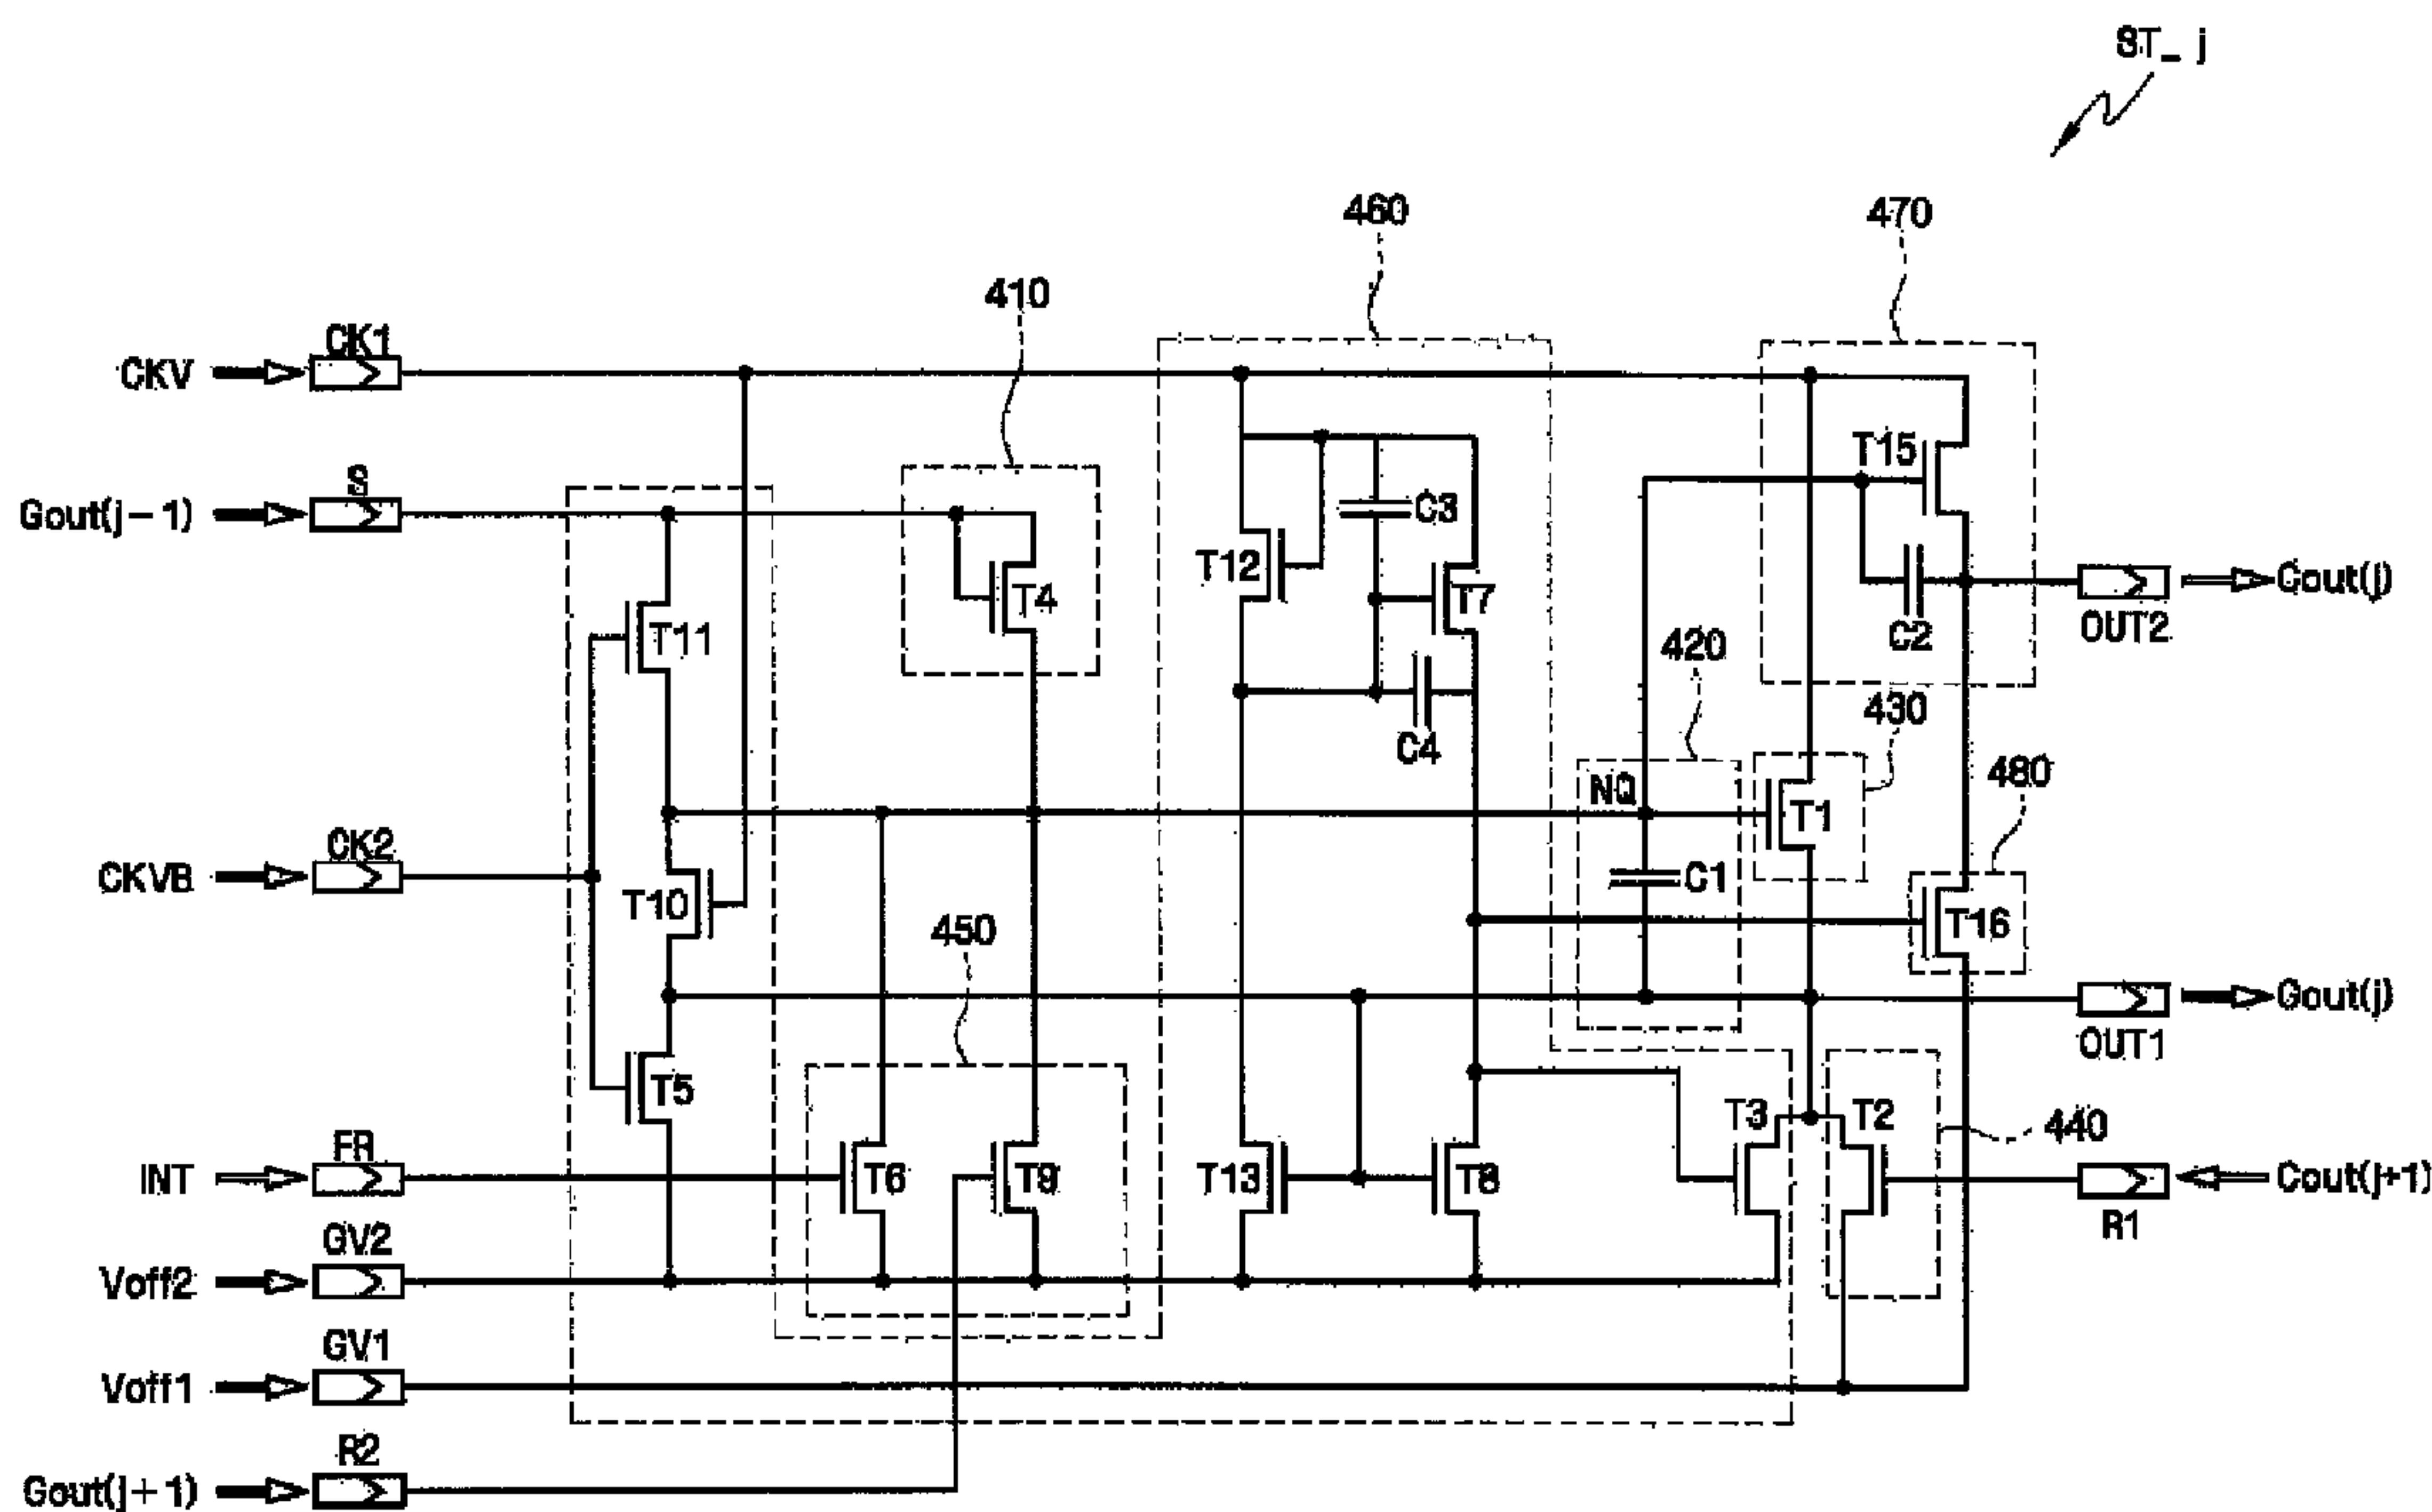 ST_ j
460
470
410
CK1
CKV
T15
S
Gout(j-1)
C3
T12
T4
T7
Cout(j)
T11
C2
OUT2
420
430
C4
480
NQ
T1
CK2
CKVB
C1
T10
T16
450
Gout(j)
OUT1
T5
T3
T2
440
FR
INT
T6
T9
T13
T8
Cout(j+1)
R1
GV2
Voff2
GV1
Voff1
R2
Gout(j+1)